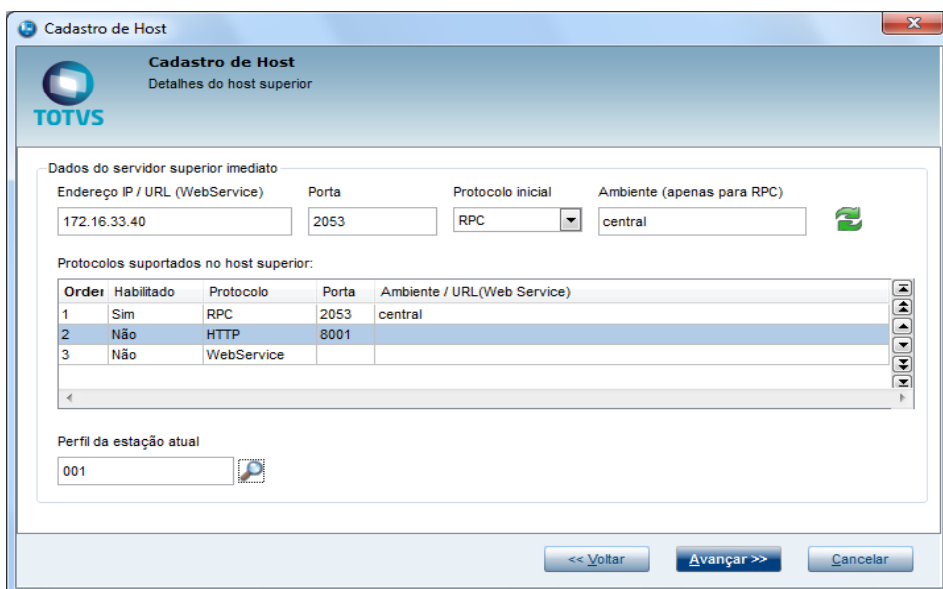 Cadastro de Host
Cadastro de Host
Detalhes do host superior
TOTVS
Dados do servidor superior imediato
Endereço IP / URL (WebService) Porta Protocolo inicial Ambiente (apenas para RPC)
172.16.33.40 2053 RPC central
Protocolos suportados no host superior:
Order Habilitado Protocolo Porta Ambiente / URL(Web Service)
1 Sim RPC 2053 central
2 Não HTTP 8001
3 Não WebService
Perfil da estação atual
001
<< Voltar Avançar >> Cancelar